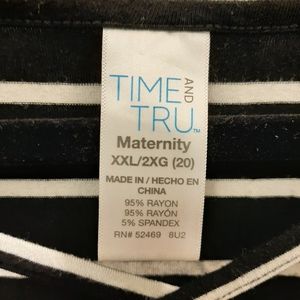 TIME AND
TRU™
Maternity
XXL/2XG (20)
MADE IN / HECHO EN
CHINA
95% RAYON
95% RAYÓN
5% SPANDEX
RN# 52469 8U2